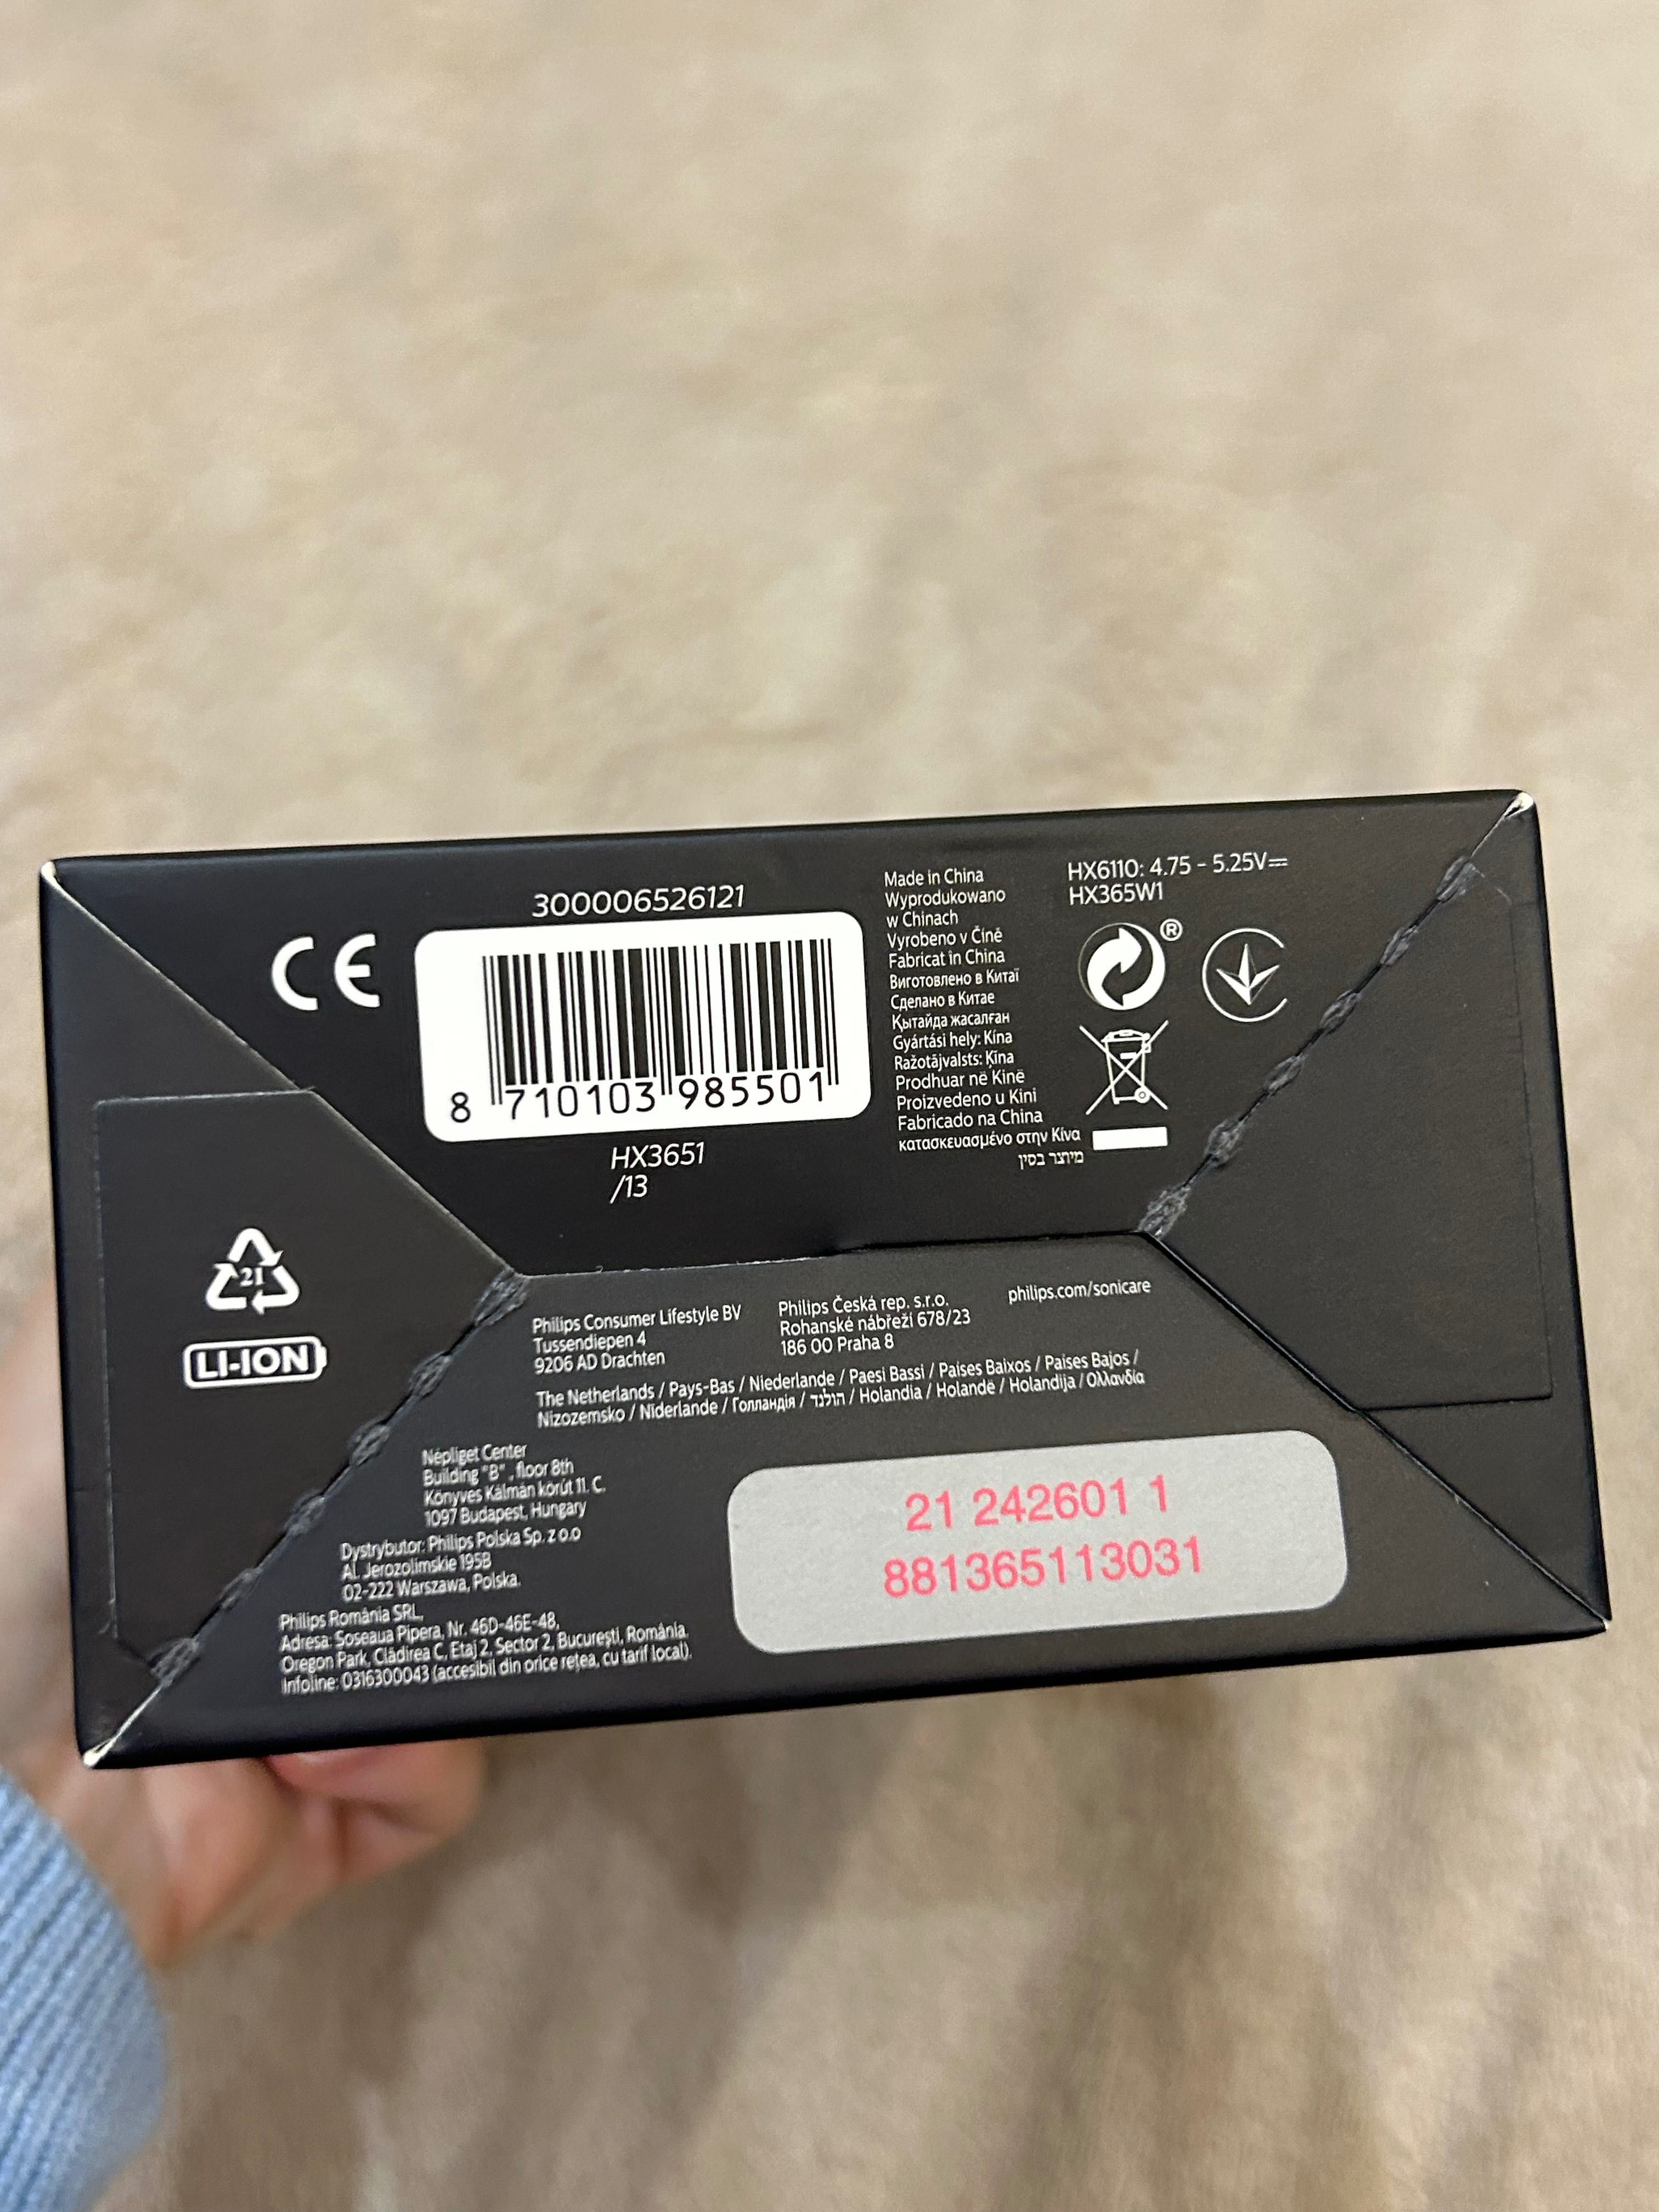 300006526121
CE
8 710103 985501
HX3651
/13
Made in China
Wyprodukowano
w Chinach
Vyrobeno v Číně
Fabricat in China
Виготовлено в Китаї
Сделано в Китае
Қытайда жасалған
Gyártási hely: Kína
Ražotājvalsts: Ķīna
Prodhuar në Kinë
Proizvedeno u Kini
Fabricado na China
κατασκευασμένο στην Κίνα
מיוצר בסין
HX6110: 4.75 - 5.25V⎓
HX365W1
®
21
LI-ION
Philips Consumer Lifestyle BV
Tussendiepen 4
9206 AD Drachten
Philips Česká rep. s.r.o.
Rohanské nábřeží 678/23
186 00 Praha 8
philips.com/sonicare
The Netherlands / Pays-Bas / Niederlande / Paesi Bassi / Países Baixos / Países Bajos /
Nizozemsko / Nīderlande / Голландія / הולנד / Holandia / Holandë / Holandija / Ολλανδία
Népliget Center
Building "B" , floor 8th
Könyves Kálmán körút 11. C.
1097 Budapest, Hungary
Dystrybutor: Philips Polska Sp. z o.o
Al. Jerozolimskie 195B
02-222 Warszawa, Polska.
Philips România SRL,
Adresa: Soseaua Pipera, Nr. 46D-46E-48,
Oregon Park, Clădirea C, Etaj 2, Sector 2, București, România.
Infoline: 0316300043 (accesibil din orice rețea, cu tarif local).
21 242601 1
881365113031